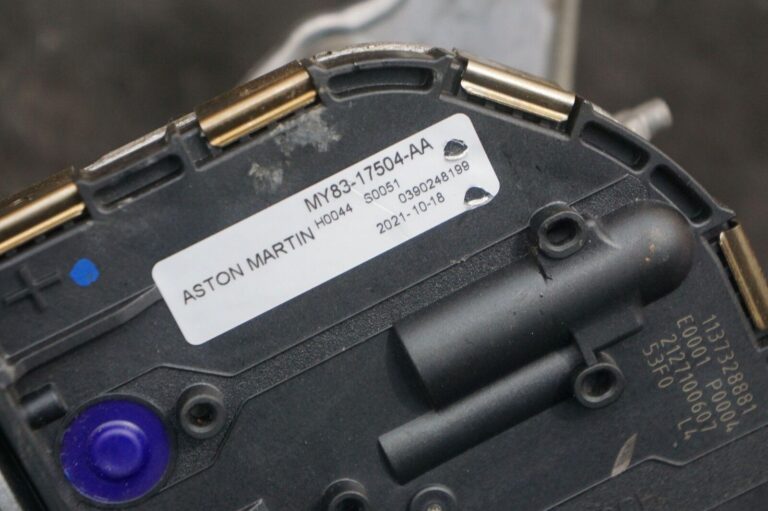 ASTON MARTIN
MY83-17504-AA
H0044 S0051
0390248199
2021-10-18
1137328881
E0001 P0004
2127100607
53F0 L4